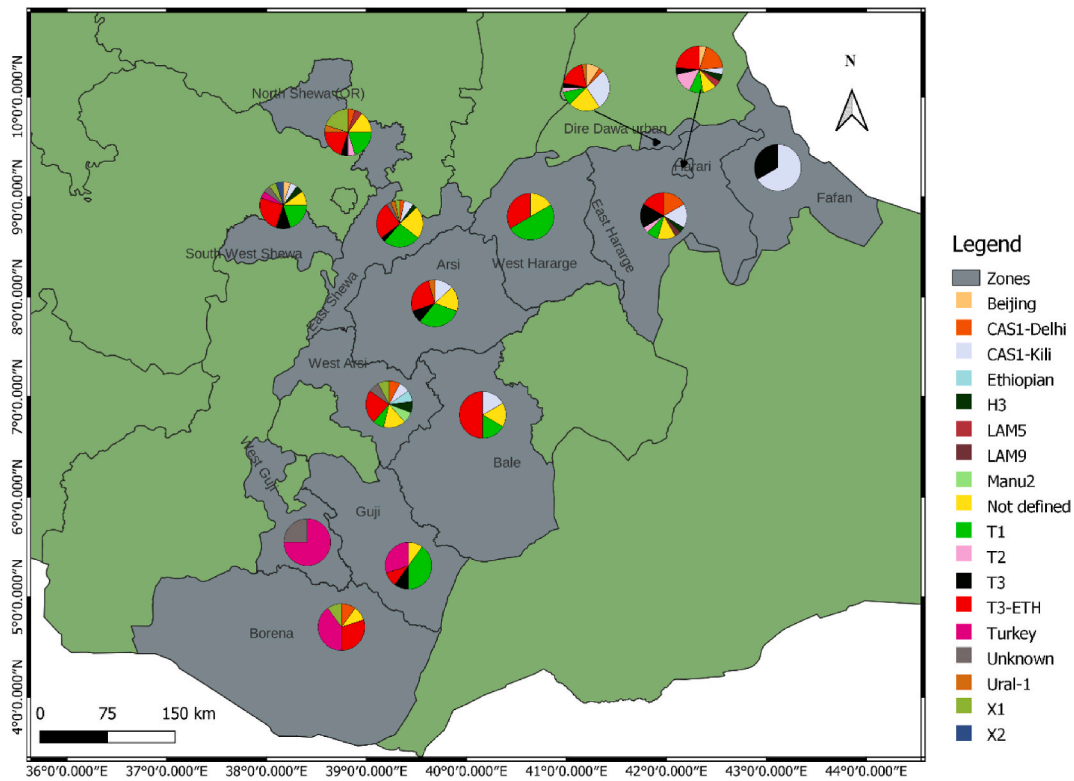 N
North Shewa (OR)
Dire Dawa urban
Harari
Fafan
South West Shewa
East Shewa
Arsi
West Hararge
East Hararge
West Arsi
Bale
West Guji
Guji
Borena
10°0'0.000"N
9°0'0.000"N
8°0'0.000"N
7°0'0.000"N
6°0'0.000"N
5°0'0.000"N
4°0'0.000"N
0 75 150 km
36°0'0.000"E 37°0'0.000"E 38°0'0.000"E 39°0'0.000"E 40°0'0.000"E 41°0'0.000"E 42°0'0.000"E 43°0'0.000"E 44°0'0.000"E
Legend
Zones
Beijing
CAS1-Delhi
CAS1-Kili
Ethiopian
H3
LAM5
LAM9
Manu2
Not defined
T1
T2
T3
T3-ETH
Turkey
Unknown
Ural-1
X1
X2